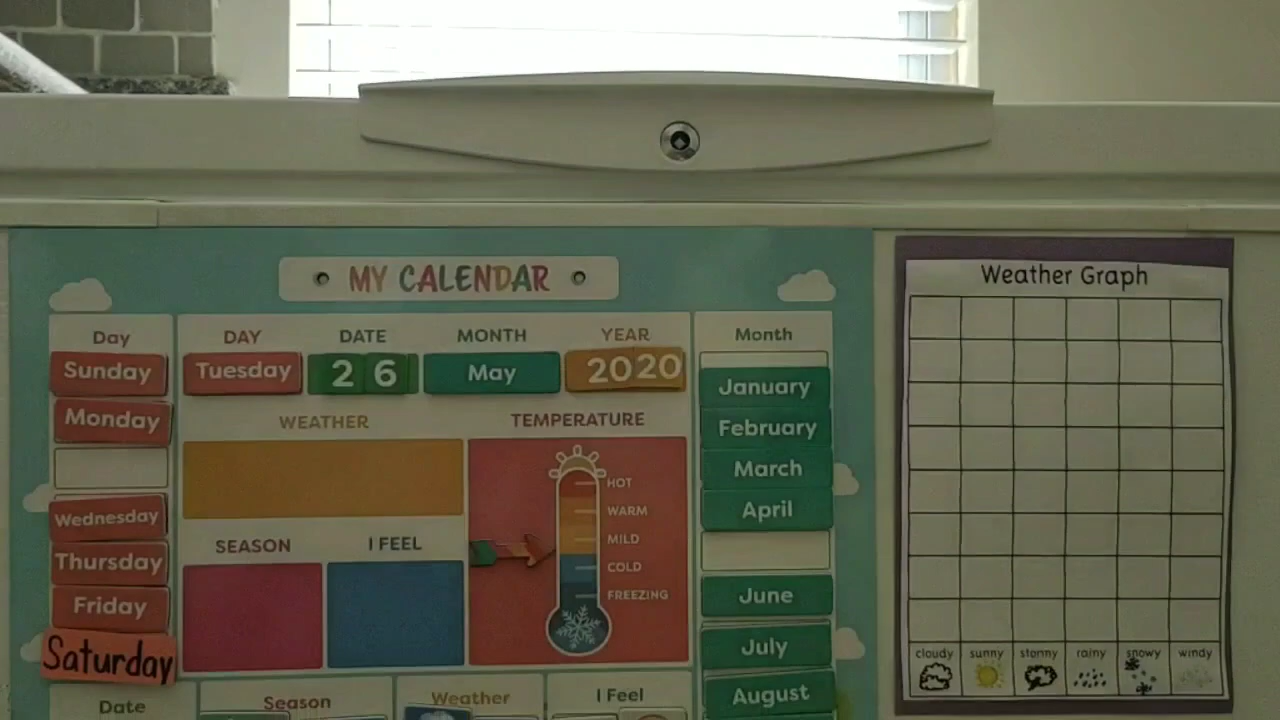 MY CALENDAR
Day
Sunday
Monday
Wednesday
Thursday
Friday
Saturday
Date
DAY DATE MONTH YEAR
Tuesday 2 6 May 2020
WEATHER TEMPERATURE
HOT
WARM
MILD
COLD
FREEZING
SEASON I FEEL
Season Weather I Feel
Month
January
February
March
April
June
July
August
Weather Graph
cloudy sunny stormy rainy snowy windy